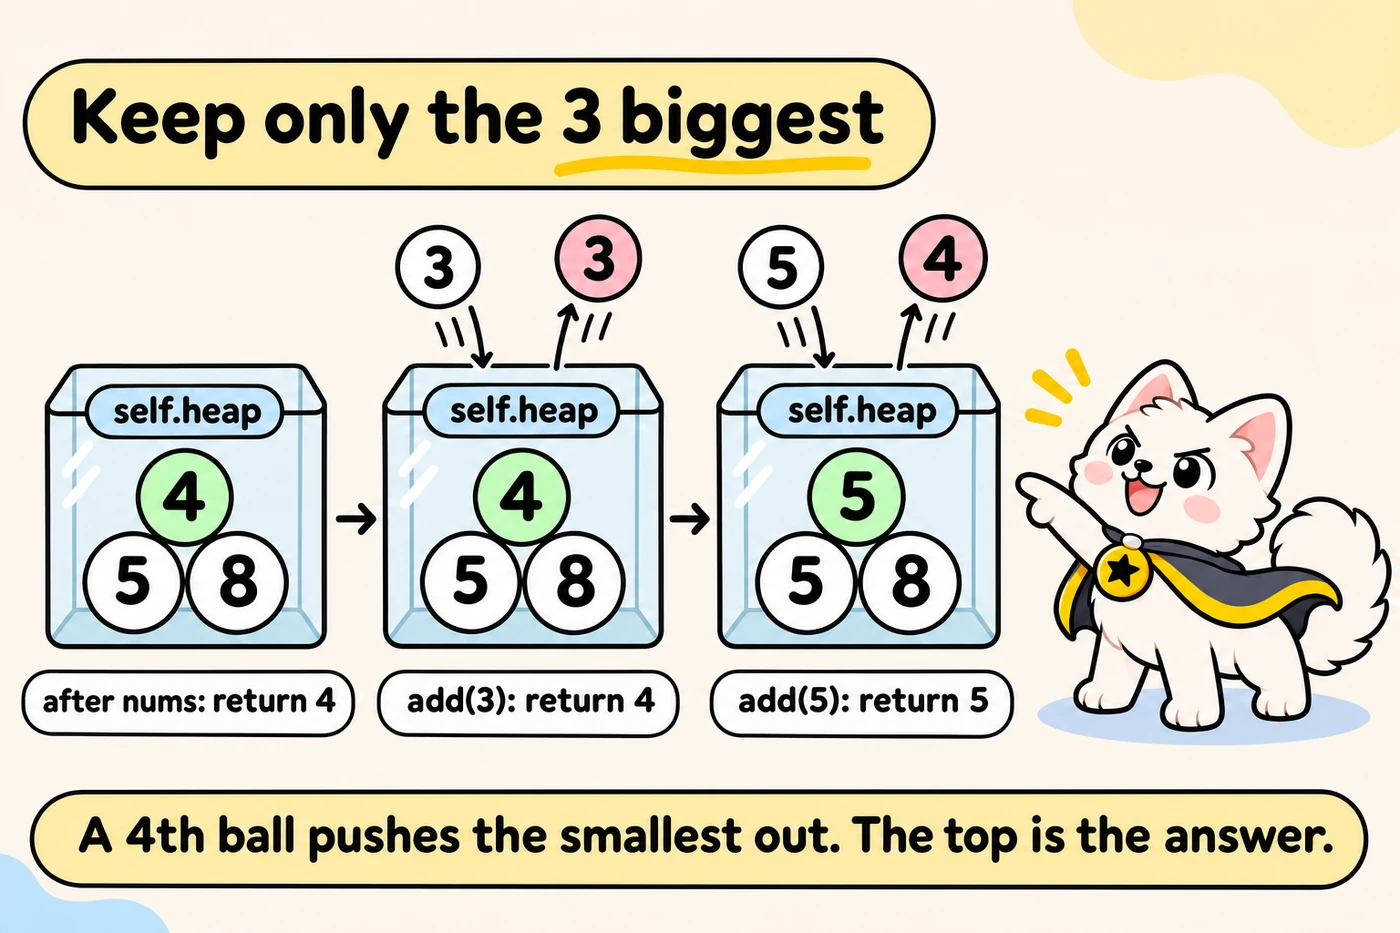 Keep only the 3 biggest
3
3
5
4
self.heap
self.heap
self.heap
4
4
5
5 8
5 8
5 8
after nums: return 4
add(3): return 4
add(5): return 5
A 4th ball pushes the smallest out. The top is the answer.